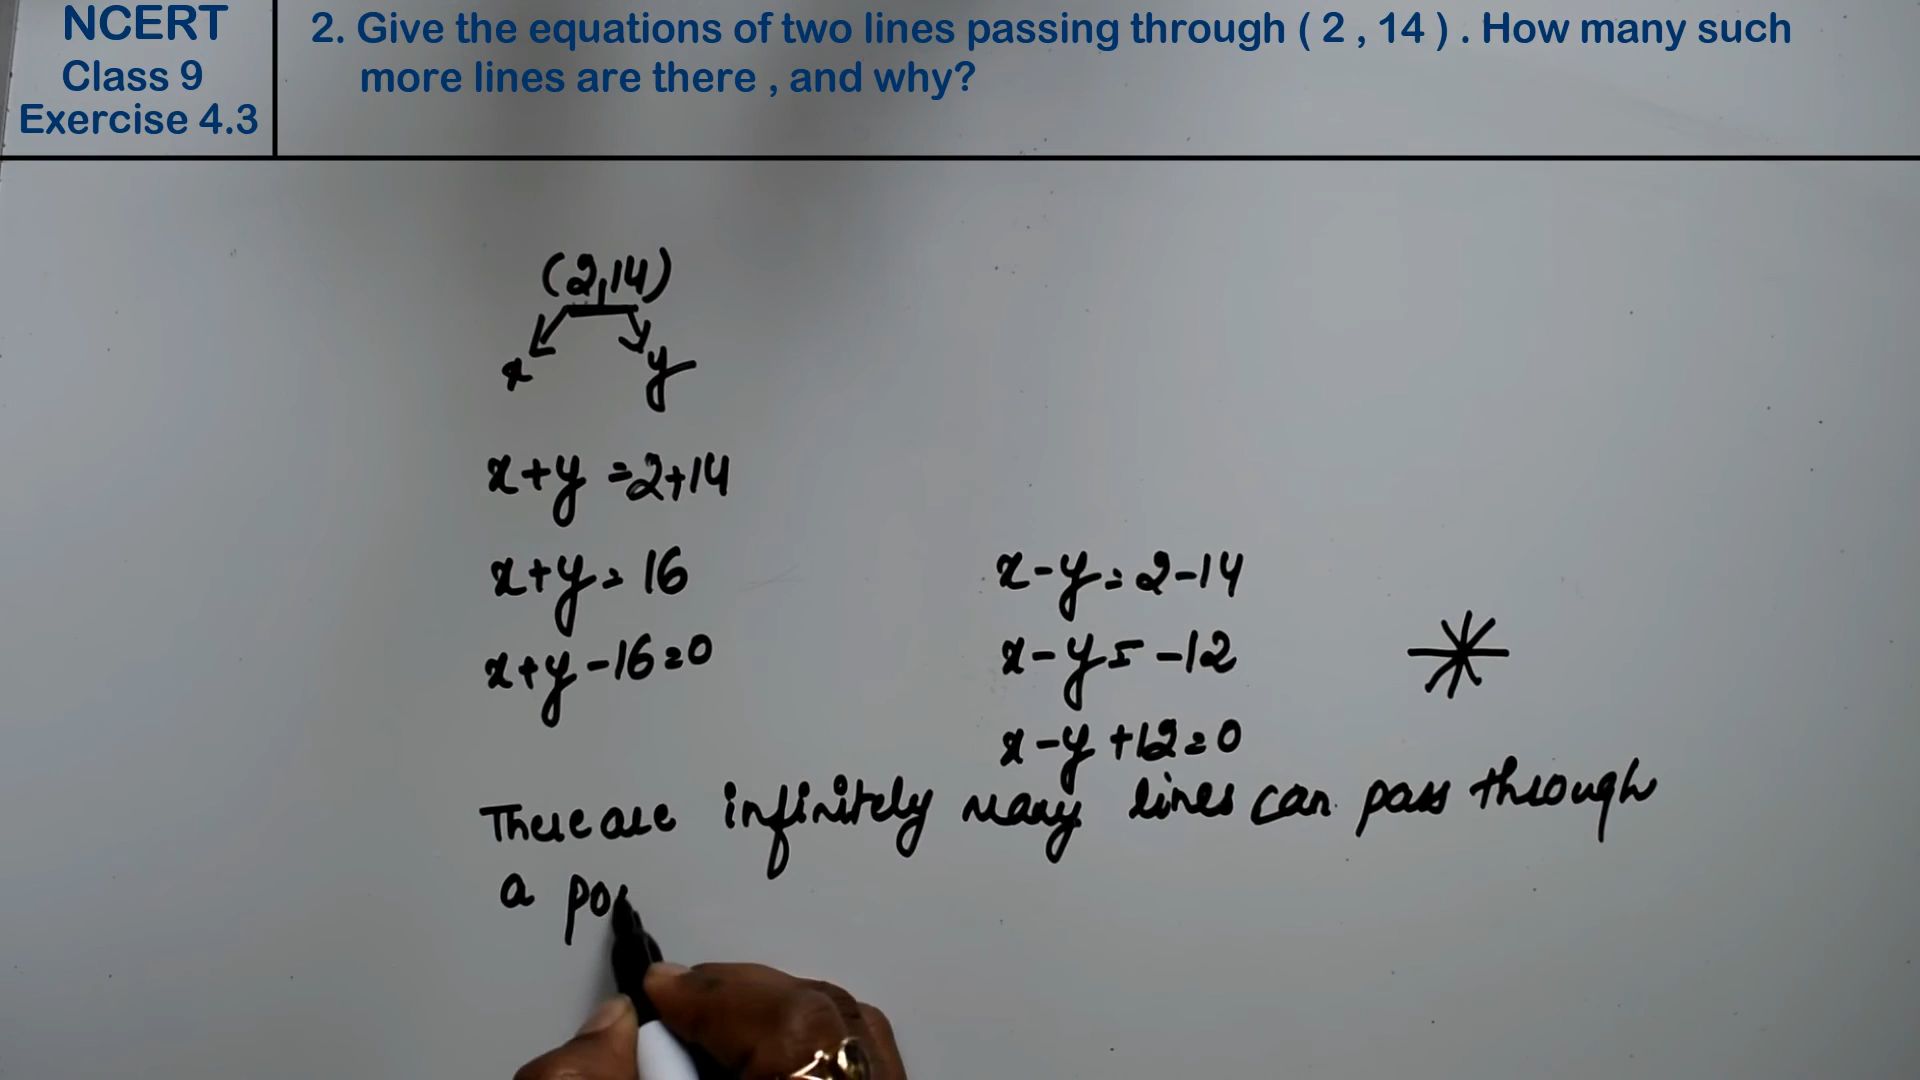 NCERT
Class 9
Exercise 4.3
2. Give the equations of two lines passing through ( 2 , 14 ) . How many such
more lines are there , and why?
(2,14)
x y
x+y = 2+14
x+y = 16
x+y-16=0
x-y = 2-14
x-y = -12
x-y+12=0
There are infinitely many lines can pass through
a po